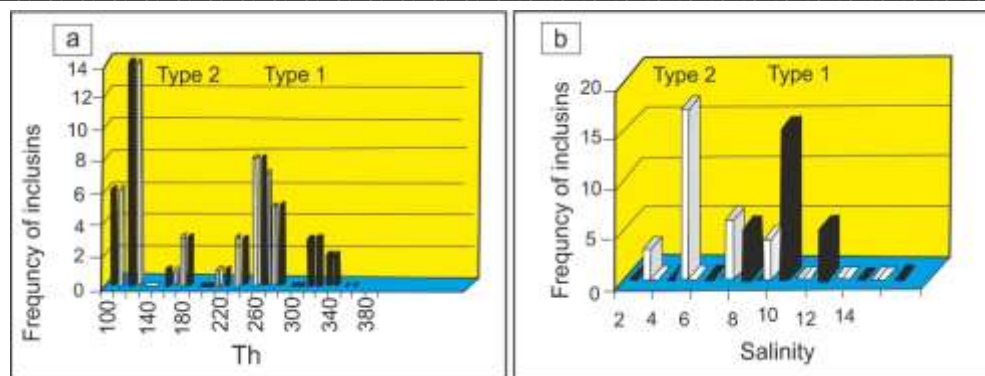 a
Type 2 Type 1
Frequncy of inclusins
14
12
10
8
6
4
2
0
100 140 180 220 260 300 340 380
Th
b
Type 2 Type 1
Frequncy of inclusins
20
15
10
5
0
2 4 6 8 10 12 14
Salinity